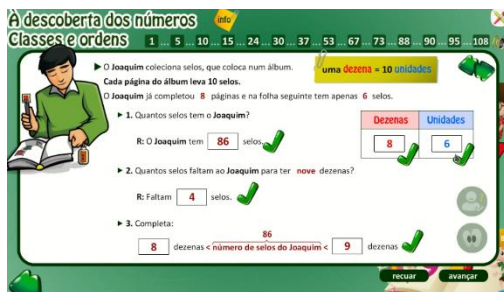 À descoberta dos números
info
Classes e ordens
1 ... 5 ... 10 ... 15 ... 24 ... 30 ... 37 ... 53 ... 67 ... 73 ... 88 ... 90 ... 95 ... 108
O Joaquim coleciona selos, que coloca num álbum.
uma dezena = 10 unidades
Cada página do álbum leva 10 selos.
O Joaquim já completou 8 páginas e na folha seguinte tem apenas 6 selos.
1. Quantos selos tem o Joaquim?
Dezenas Unidades
R: O Joaquim tem 86 selos.
8 6
2. Quantos selos faltam ao Joaquim para ter nove dezenas?
R: Faltam 4 selos.
3. Completa:
86
8 dezenas < número de selos do Joaquim < 9 dezenas
recuar avançar